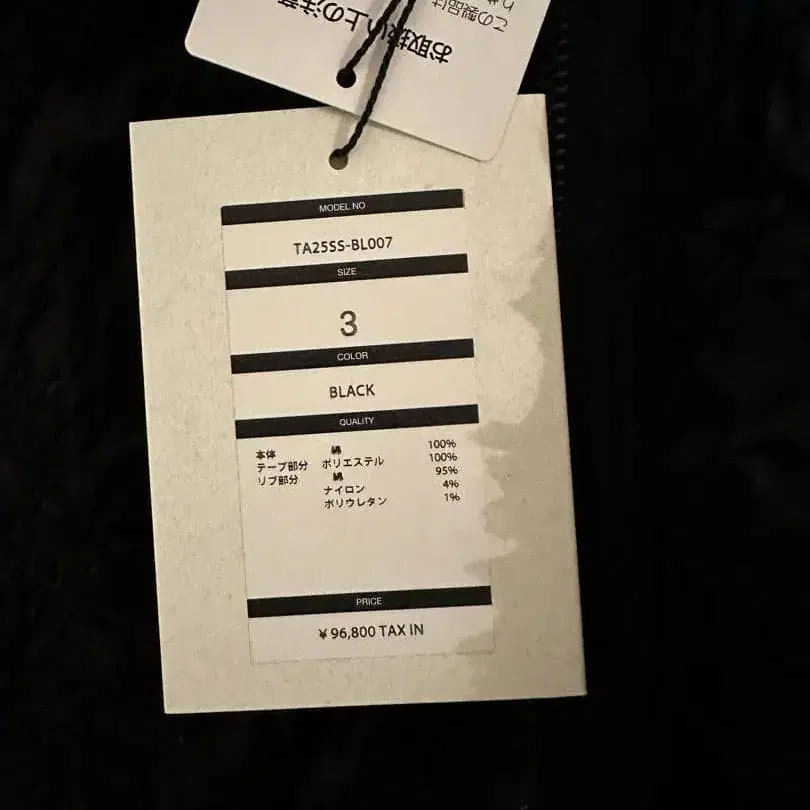 お取扱い上の注意
この製品は
MODEL NO
TA25SS-BL007
SIZE
3
COLOR
BLACK
QUALITY
本体 綿 100%
テープ部分 ポリエステル 100%
リブ部分 綿 95%
ナイロン 4%
ポリウレタン 1%
PRICE
¥96,800 TAX IN